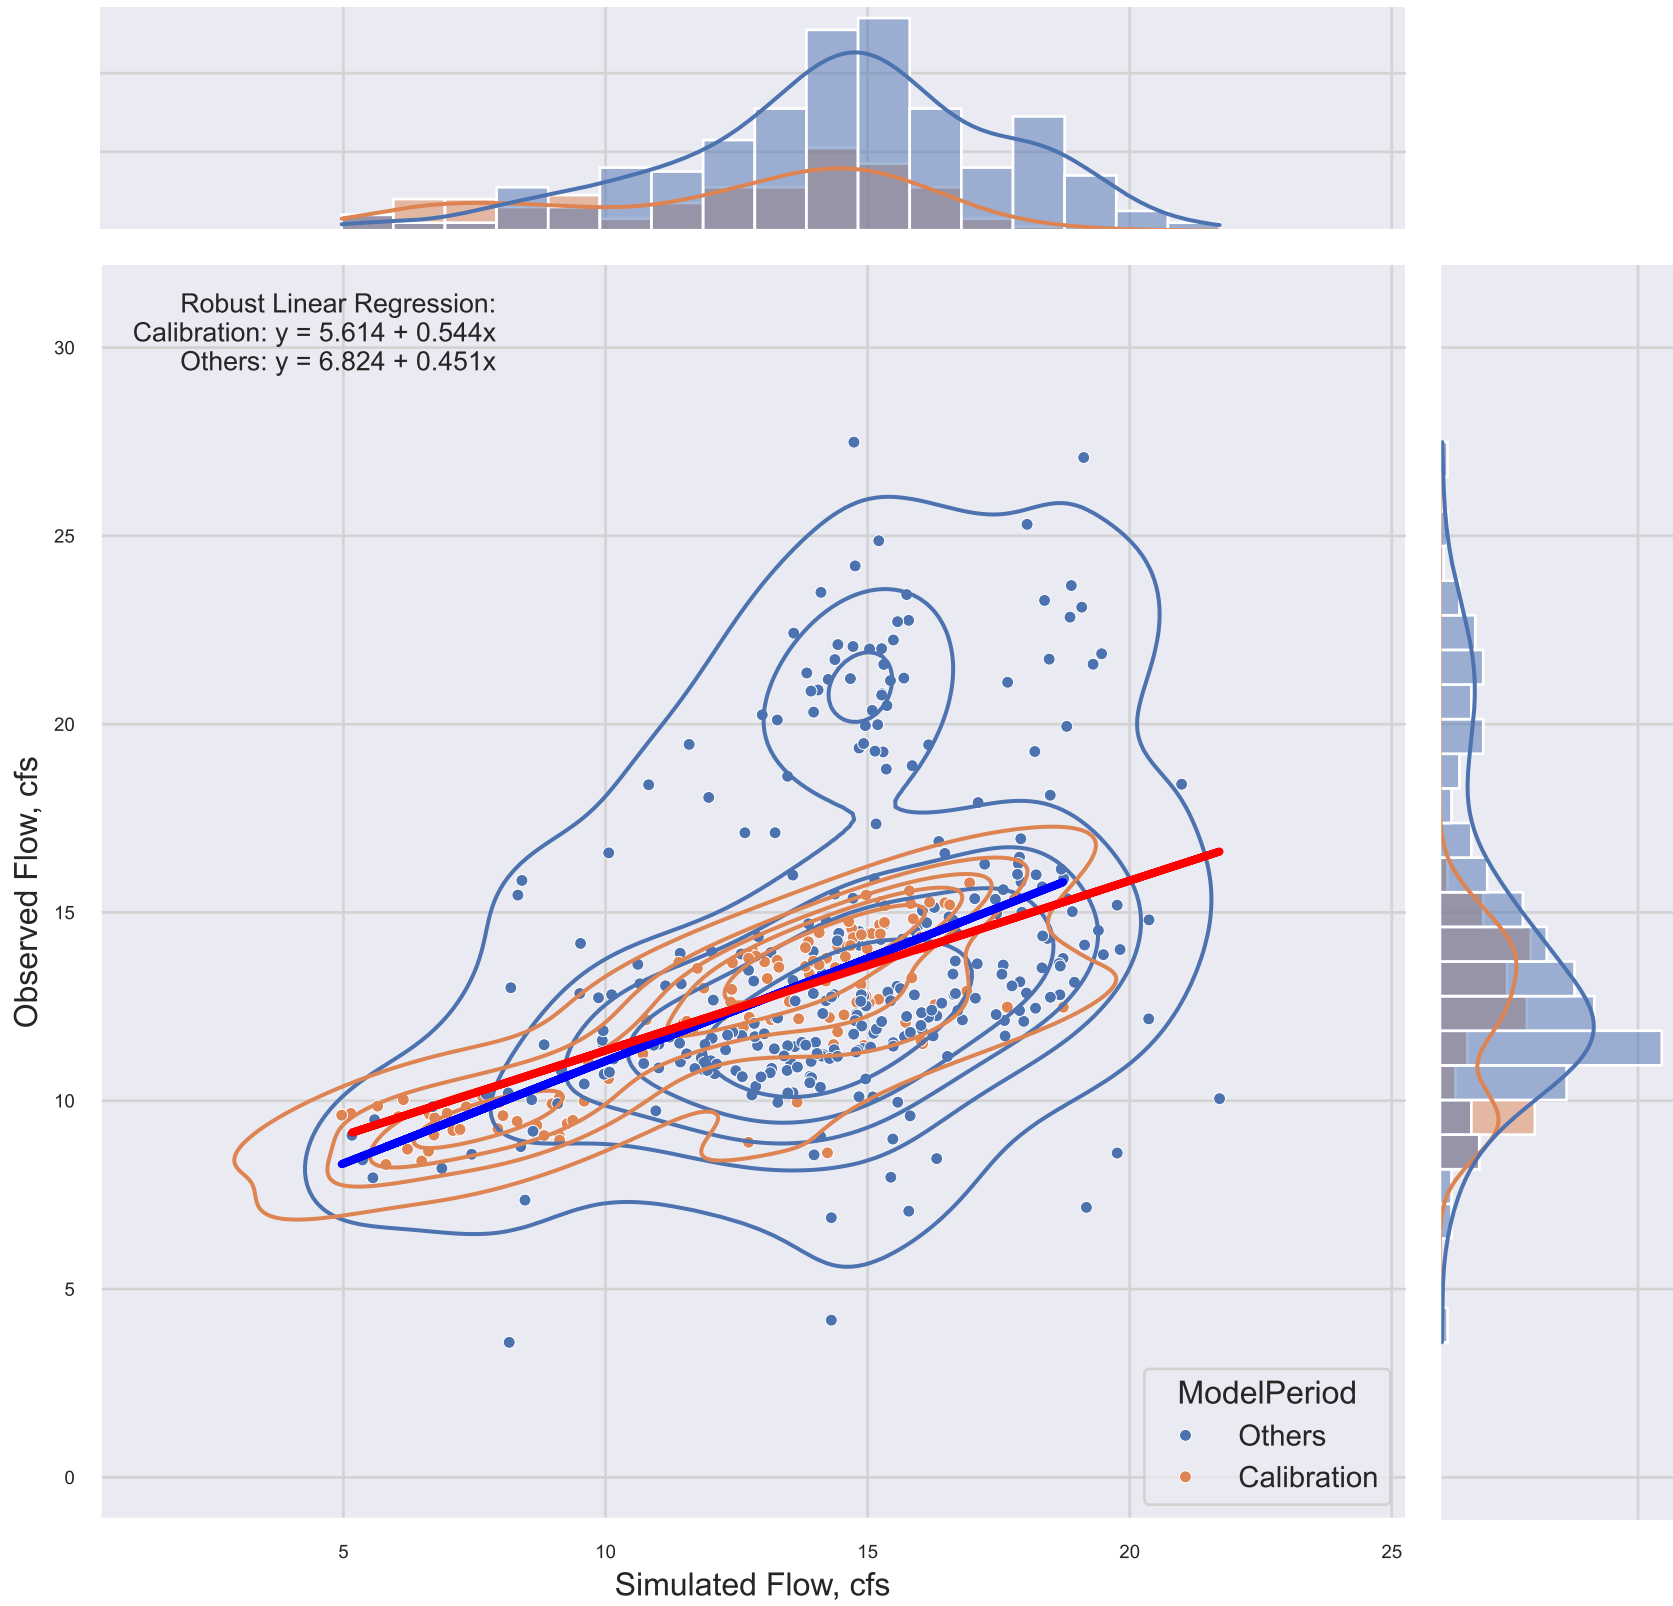 Robust Linear Regression:
Calibration: y = 5.614 + 0.544x
Others: y = 6.824 + 0.451x
30
25
20
15
10
5
0
Observed Flow, cfs
ModelPeriod
Others
Calibration
5
10
15
20
25
Simulated Flow, cfs